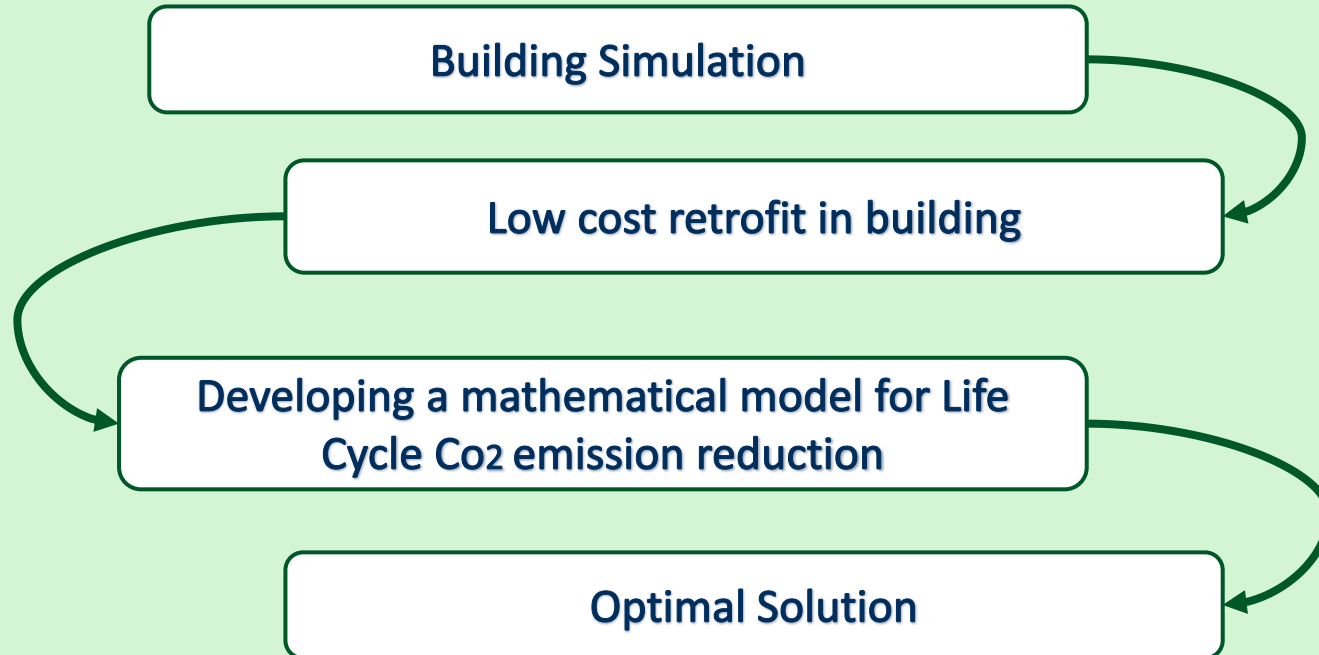 Building Simulation
Low cost retrofit in building
Developing a mathematical model for Life
Cycle Co2 emission reduction
Optimal Solution